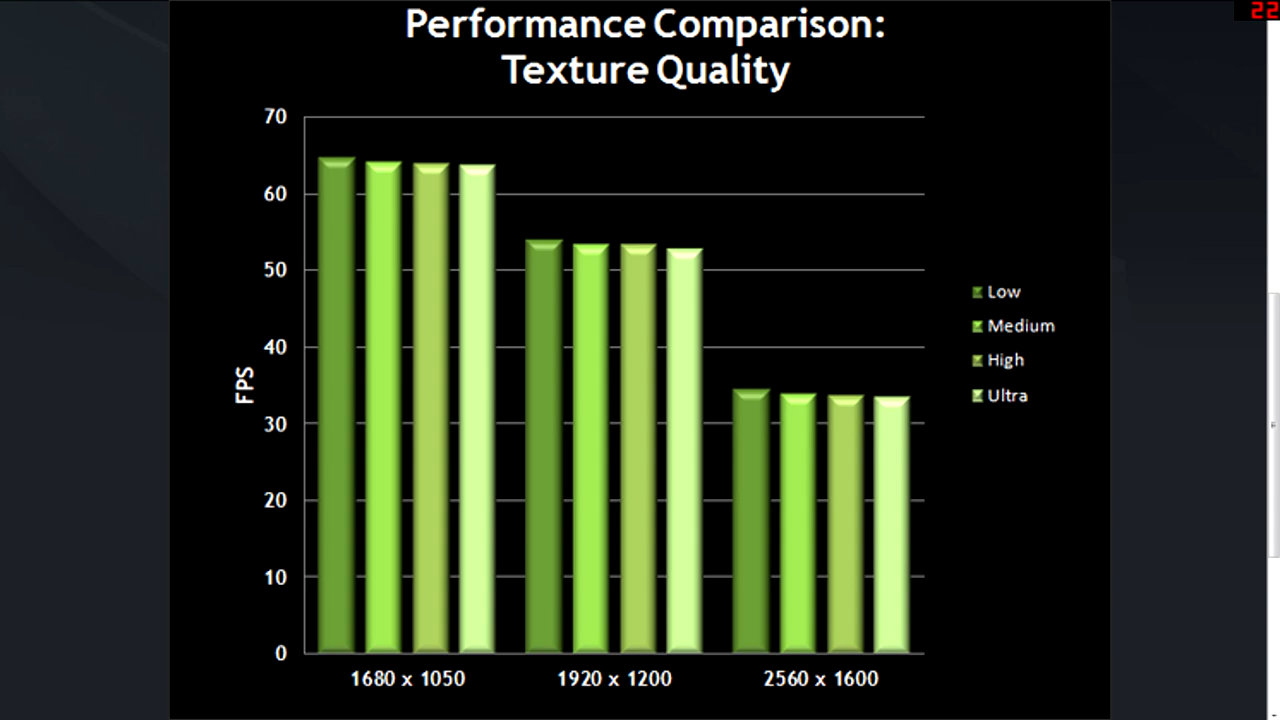 22
Performance Comparison:
Texture Quality
70
60
50
40
30
20
10
0
FPS
1680 x 1050
1920 x 1200
2560 x 1600
Low
Medium
High
Ultra